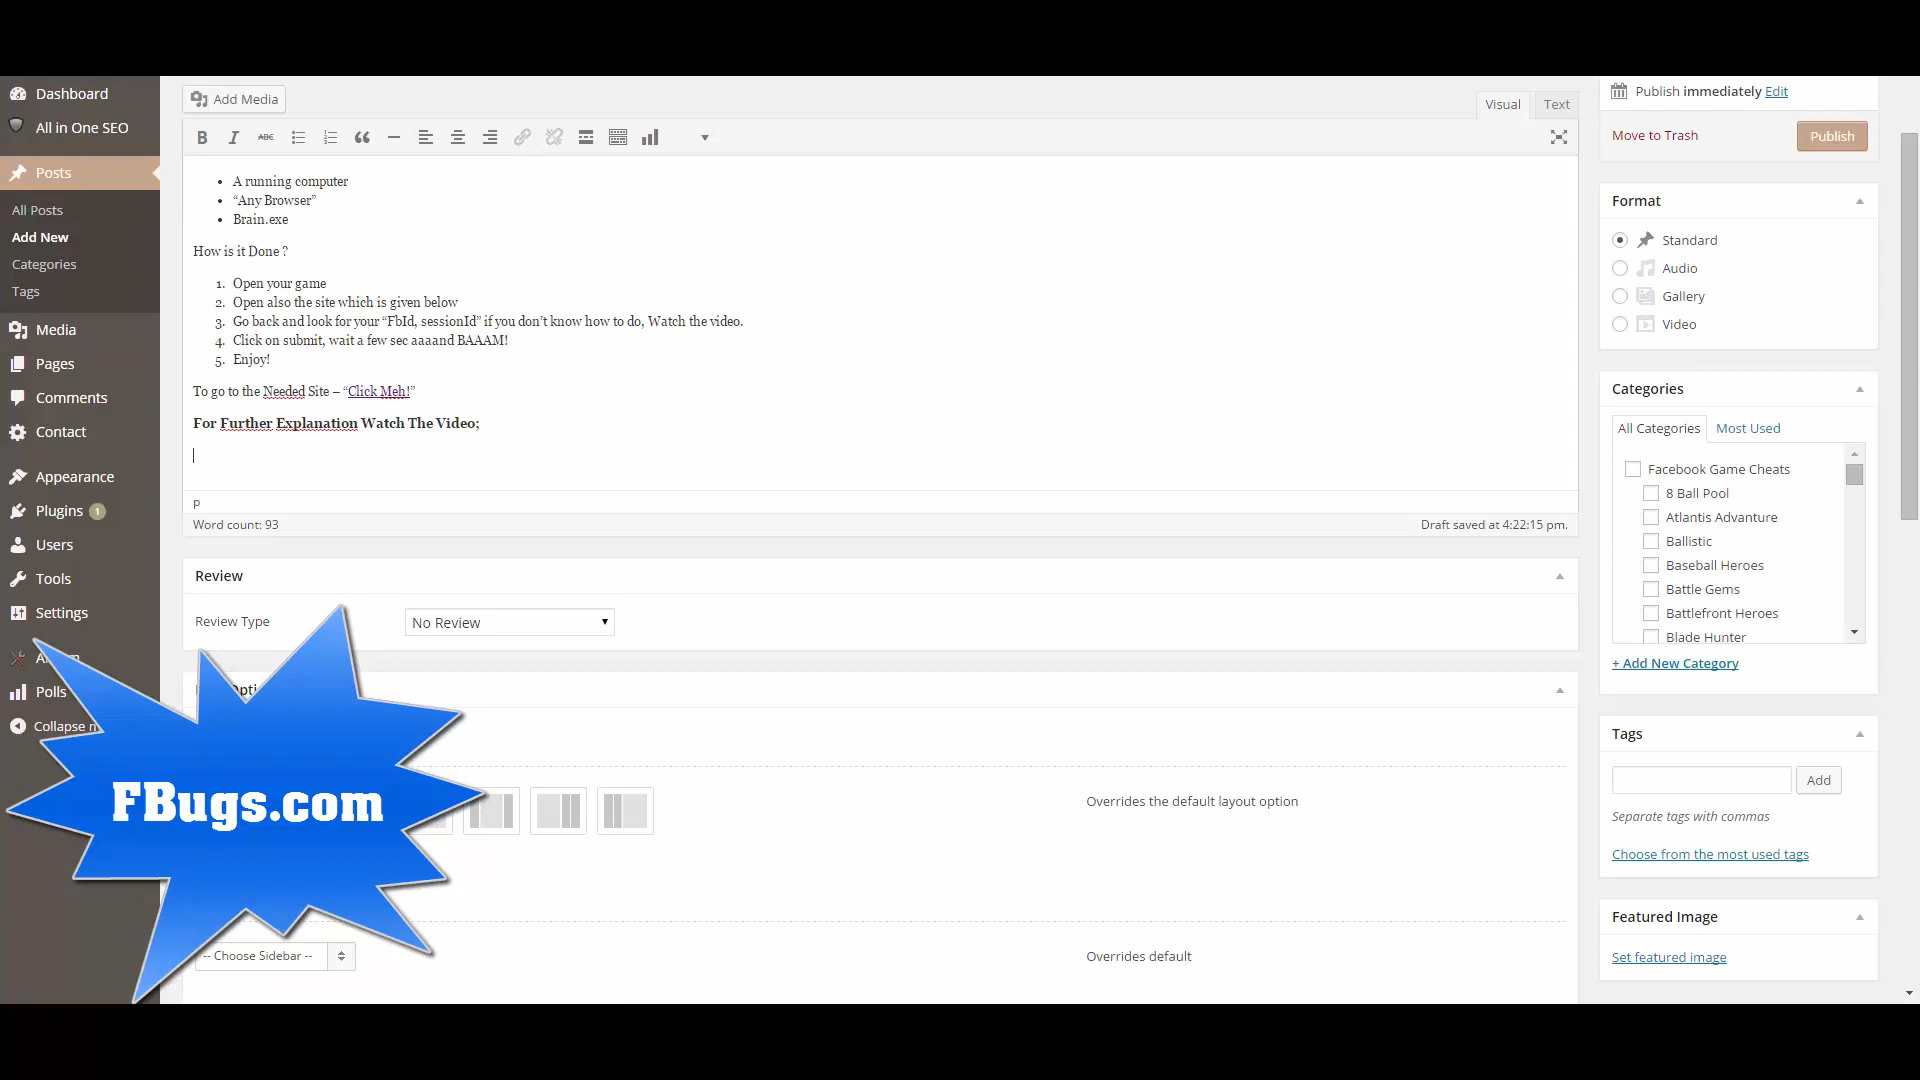 Dashboard
All in One SEO
Posts
All Posts
Add New
Categories
Tags
Media
Pages
Comments
Contact
Appearance
Plugins 1
Users
Tools
Settings
Polls
Collapse
FBugs.com
Add Media
Visual
Text
B I ABC
A running computer
“Any Browser”
Brain.exe
How is it Done ?
1. Open your game
2. Open also the site which is given below
3. Go back and look for your “FbId, sessionId” if you don’t know how to do, Watch the video.
4. Click on submit, wait a few sec aaaand BAAAM!
5. Enjoy!
To go to the Needed Site – “Click Meh!”
For Further Explanation Watch The Video;
p
Word count: 93
Draft saved at 4:22:15 pm.
Review
Review Type
No Review
Overrides the default layout option
-- Choose Sidebar --
Overrides default
Publish immediately Edit
Move to Trash
Publish
Format
Standard
Audio
Gallery
Video
Categories
All Categories
Most Used
Facebook Game Cheats
8 Ball Pool
Atlantis Advanture
Ballistic
Baseball Heroes
Battle Gems
Battlefront Heroes
Blade Hunter
+ Add New Category
Tags
Add
Separate tags with commas
Choose from the most used tags
Featured Image
Set featured image